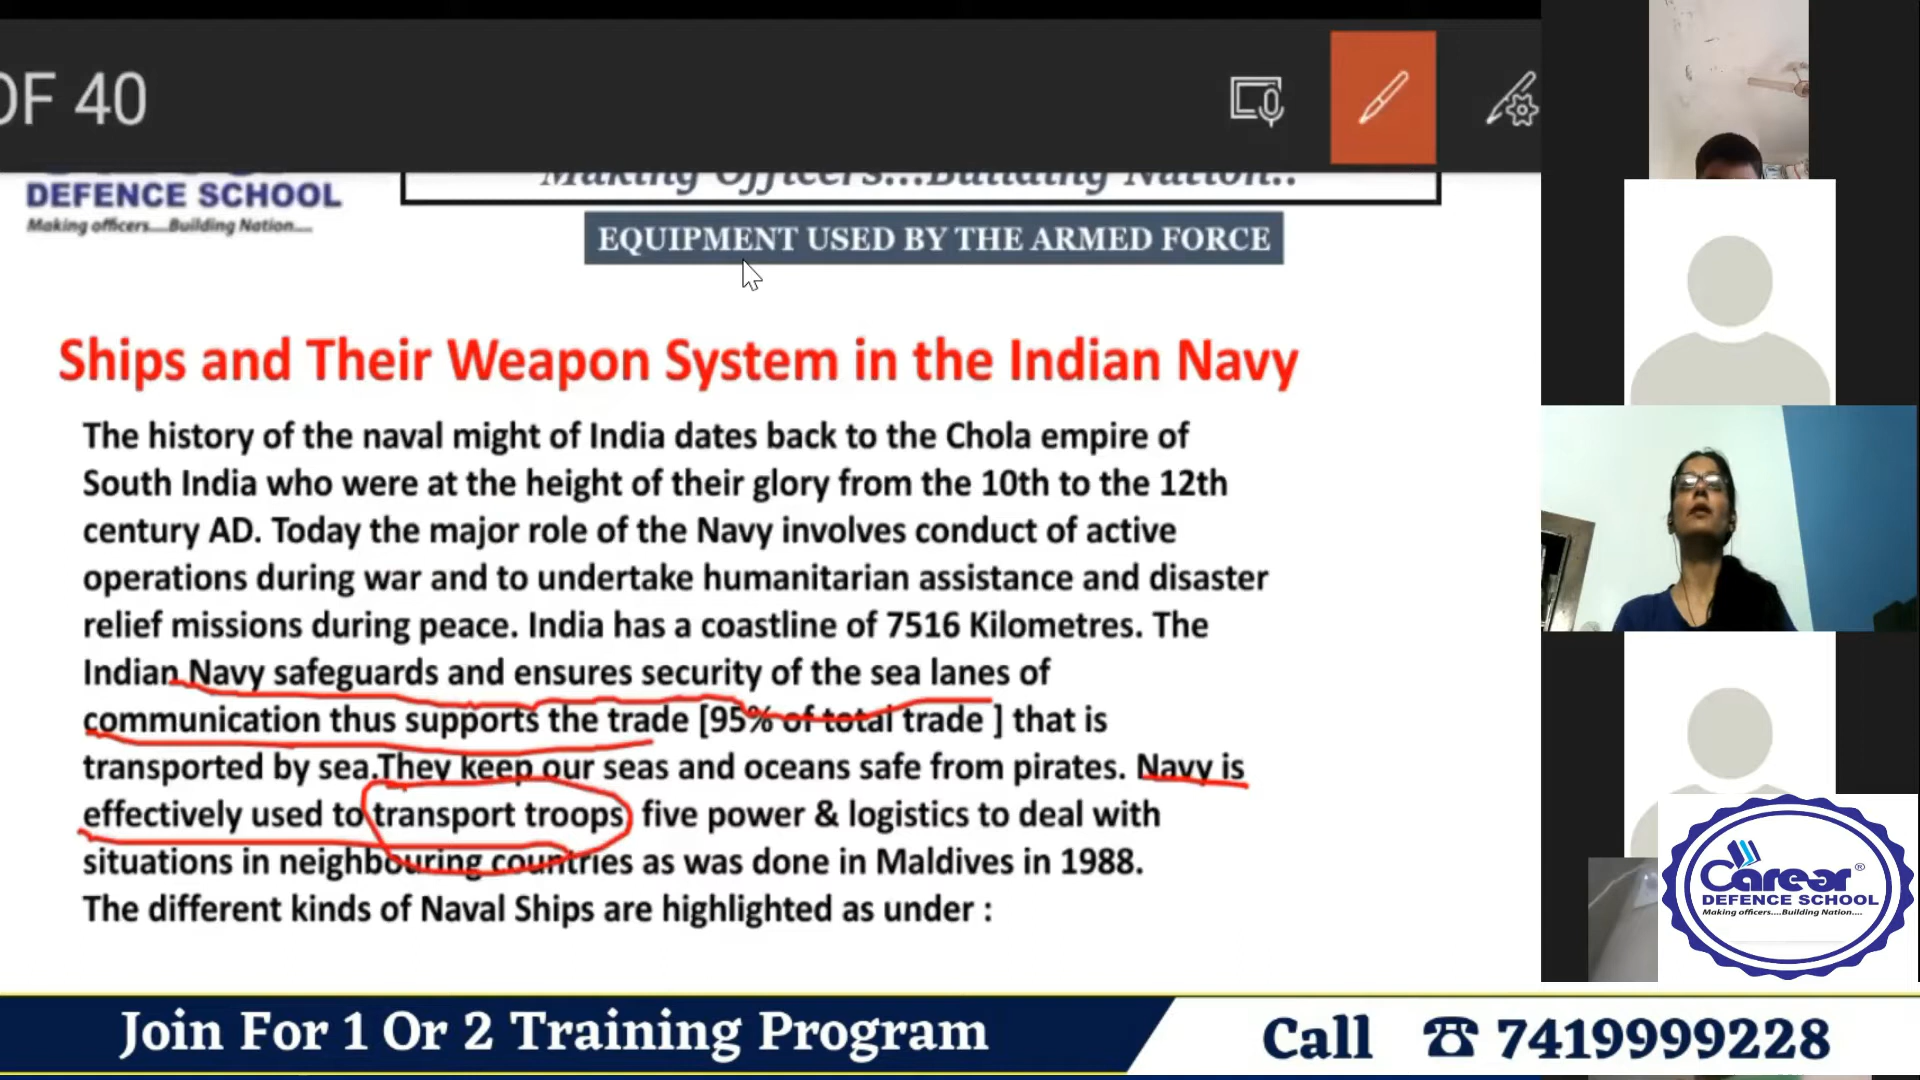 OF 40
DEFENCE SCHOOL
Making officers....Building Nation....
Making Officers...Building Nation..
EQUIPMENT USED BY THE ARMED FORCE
Ships and Their Weapon System in the Indian Navy
The history of the naval might of India dates back to the Chola empire of
South India who were at the height of their glory from the 10th to the 12th
century AD. Today the major role of the Navy involves conduct of active
operations during war and to undertake humanitarian assistance and disaster
relief missions during peace. India has a coastline of 7516 Kilometres. The
Indian Navy safeguards and ensures security of the sea lanes of
communication thus supports the trade [95% of total trade ] that is
transported by sea.They keep our seas and oceans safe from pirates. Navy is
effectively used to transport troops five power & logistics to deal with
situations in neighbouring countries as was done in Maldives in 1988.
The different kinds of Naval Ships are highlighted as under :
Carear®
DEFENCE SCHOOL
Making officers....Building Nation....
Join For 1 Or 2 Training Program
Call ☎ 7419999228